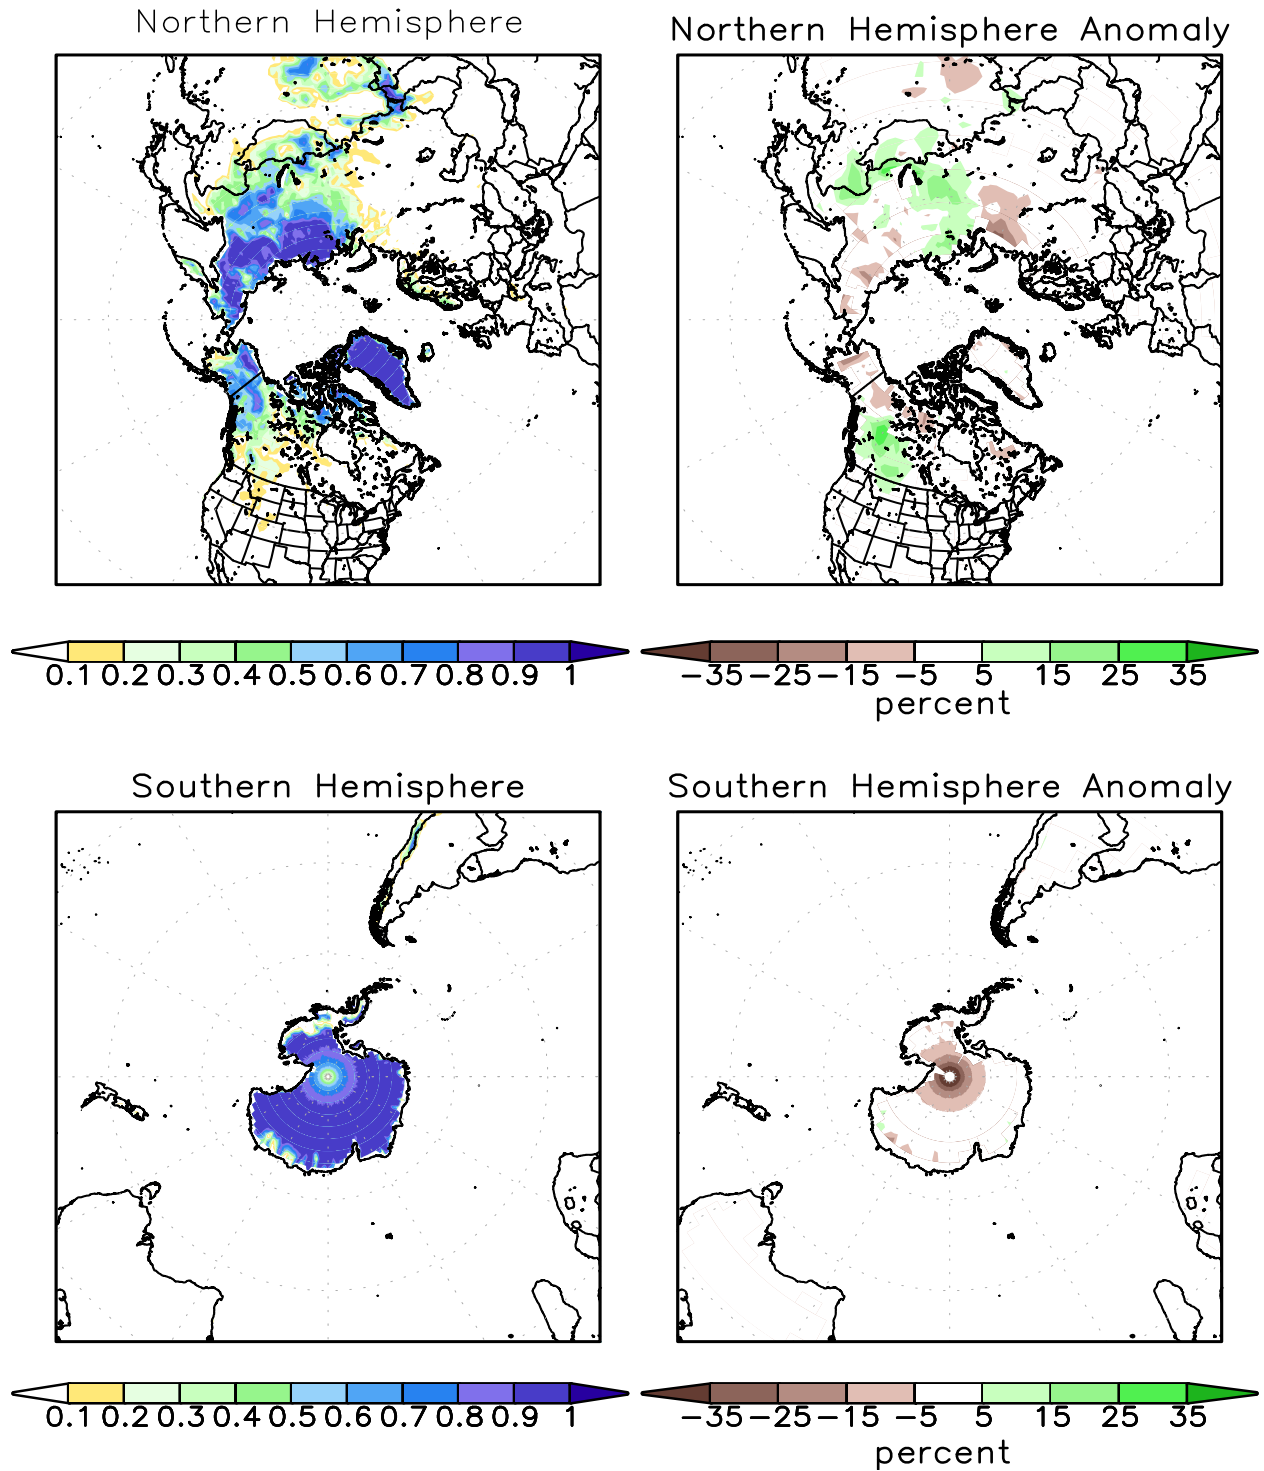 Northern Hemisphere
Northern Hemisphere Anomaly
0.1 0.2 0.3 0.4 0.5 0.6 0.7 0.8 0.9 1
-35 -25 -15 -5 5 15 25 35
percent
Southern Hemisphere
Southern Hemisphere Anomaly
0.1 0.2 0.3 0.4 0.5 0.6 0.7 0.8 0.9 1
-35 -25 -15 -5 5 15 25 35
percent